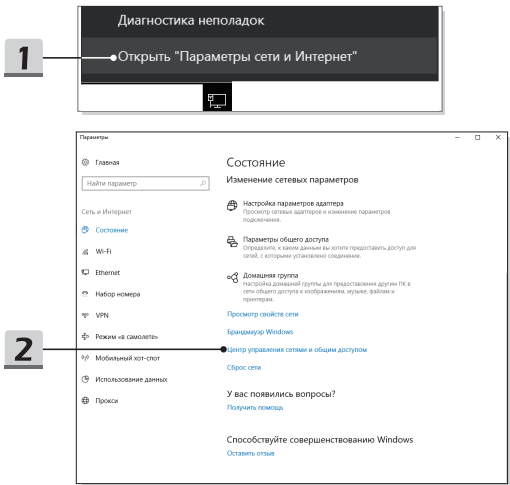 Диагностика неполадок
1
Открыть "Параметры сети и Интернет"
Параметры
Главная
Найти параметр
Сеть и Интернет
Состояние
Wi-Fi
Ethernet
Набор номера
VPN
Режим «в самолете»
Мобильный хот-спот
Использование данных
Прокси
Состояние
Изменение сетевых параметров
Настройка параметров адаптера
Просмотр сетевых адаптеров и изменение параметров
подключения.
Параметры общего доступа
Определите, к каким данным вы хотите предоставить доступ для
сетей, с которыми установлено соединение.
Домашняя группа
Настройка домашней группы для предоставления другим ПК в
сети общего доступа к изображениям, музыке, файлам и
принтерам.
Просмотр свойств сети
Брандмауэр Windows
2
Центр управления сетями и общим доступом
Сброс сети
У вас появились вопросы?
Получить помощь
Способствуйте совершенствованию Windows
Оставить отзыв